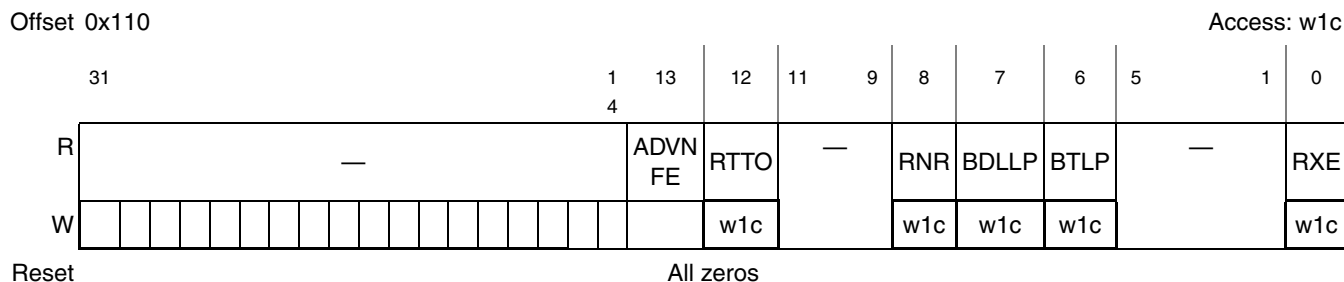 Offset 0x110 Access: w1c
31 1 13 12 11 9 8 7 6 5 1 0
4
R — ADVN RTTO — RNR BDLLP BTLP — RXE
FE
W w1c w1c w1c w1c w1c
Reset All zeros